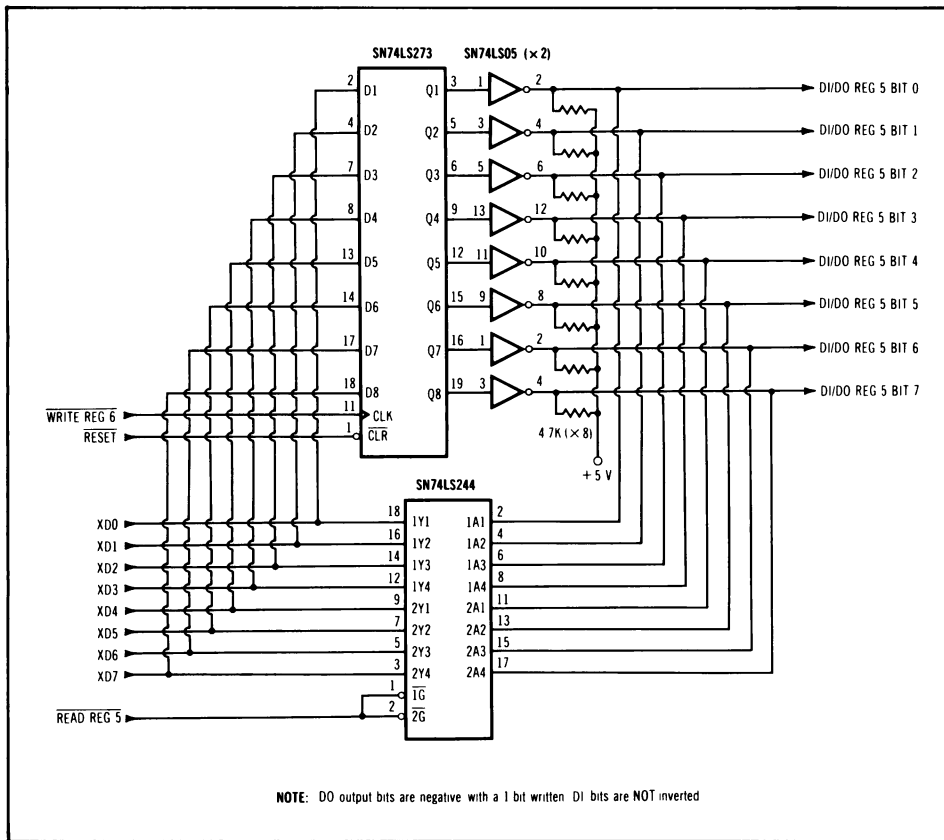 SN74LS273 SN74LS05 (×2)
2 D1 Q1 3 1 2 DI/DO REG 5 BIT 0
4 D2 Q2 5 3 4 DI/DO REG 5 BIT 1
7 D3 Q3 6 5 6 DI/DO REG 5 BIT 2
8 D4 Q4 9 13 12 DI/DO REG 5 BIT 3
13 D5 Q5 12 11 10 DI/DO REG 5 BIT 4
14 D6 Q6 15 9 8 DI/DO REG 5 BIT 5
17 D7 Q7 16 1 2 DI/DO REG 5 BIT 6
18 D8 Q8 19 3 4 DI/DO REG 5 BIT 7
WRITE REG 6 11 CLK
RESET 1 CLR
4 7K (×8)
+5 V
SN74LS244
XD0 18 1Y1 1A1 2
XD1 16 1Y2 1A2 4
XD2 14 1Y3 1A3 6
XD3 12 1Y4 1A4 8
XD4 9 2Y1 2A1 11
XD5 7 2Y2 2A2 13
XD6 5 2Y3 2A3 15
XD7 3 2Y4 2A4 17
1 1G
READ REG 5 2 2G
NOTE: DO output bits are negative with a 1 bit written DI bits are NOT inverted